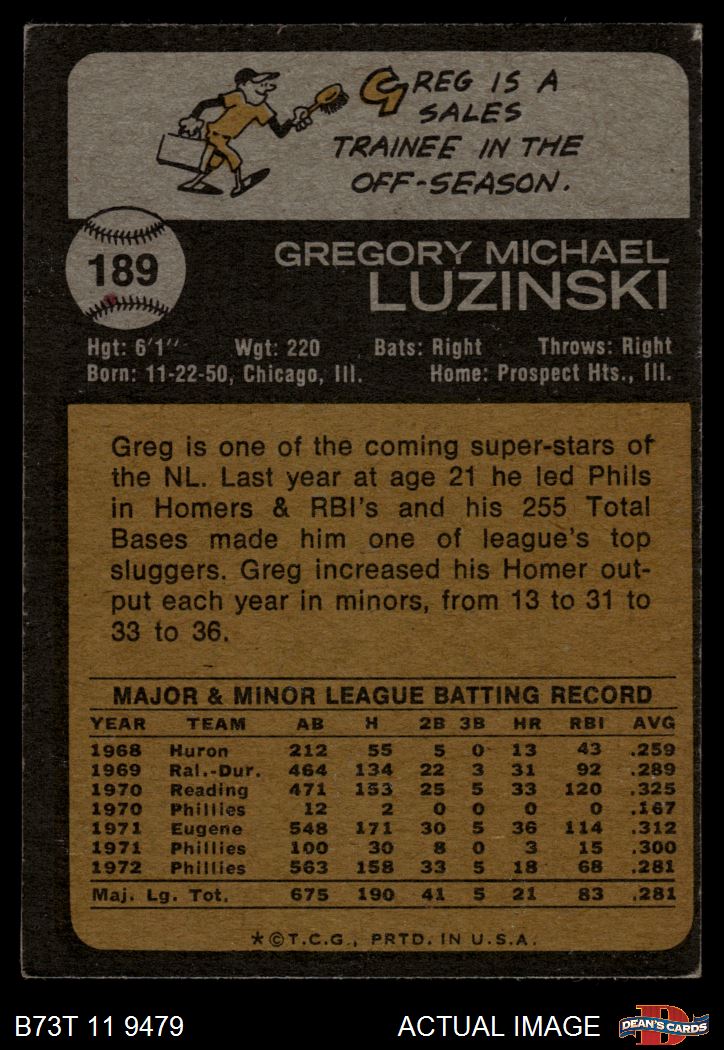 GREG IS A
SALES
TRAINEE IN THE
OFF-SEASON.
189
GREGORY MICHAEL
LUZINSKI
Hgt: 6'1" Wgt: 220 Bats: Right Throws: Right
Born: 11-22-50, Chicago, Ill. Home: Prospect Hts., Ill.
Greg is one of the coming super-stars of
the NL. Last year at age 21 he led Phils
in Homers & RBI's and his 255 Total
Bases made him one of league's top
sluggers. Greg increased his Homer out-
put each year in minors, from 13 to 31 to
33 to 36.
MAJOR & MINOR LEAGUE BATTING RECORD
YEAR TEAM AB H 2B 3B HR RBI AVG
1968 Huron 212 55 5 0 13 43 .259
1969 Ral.-Dur. 464 134 22 3 31 92 .289
1970 Reading 471 153 25 5 33 120 .325
1970 Phillies 12 2 0 0 0 0 .167
1971 Eugene 548 171 30 5 36 114 .312
1971 Phillies 100 30 8 0 3 15 .300
1972 Phillies 563 158 33 5 18 68 .281
Maj. Lg. Tot. 675 190 41 5 21 83 .281
*©T.C.G., PRTD. IN U.S.A.
B73T 11 9479 ACTUAL IMAGE D DEAN'S CARDS